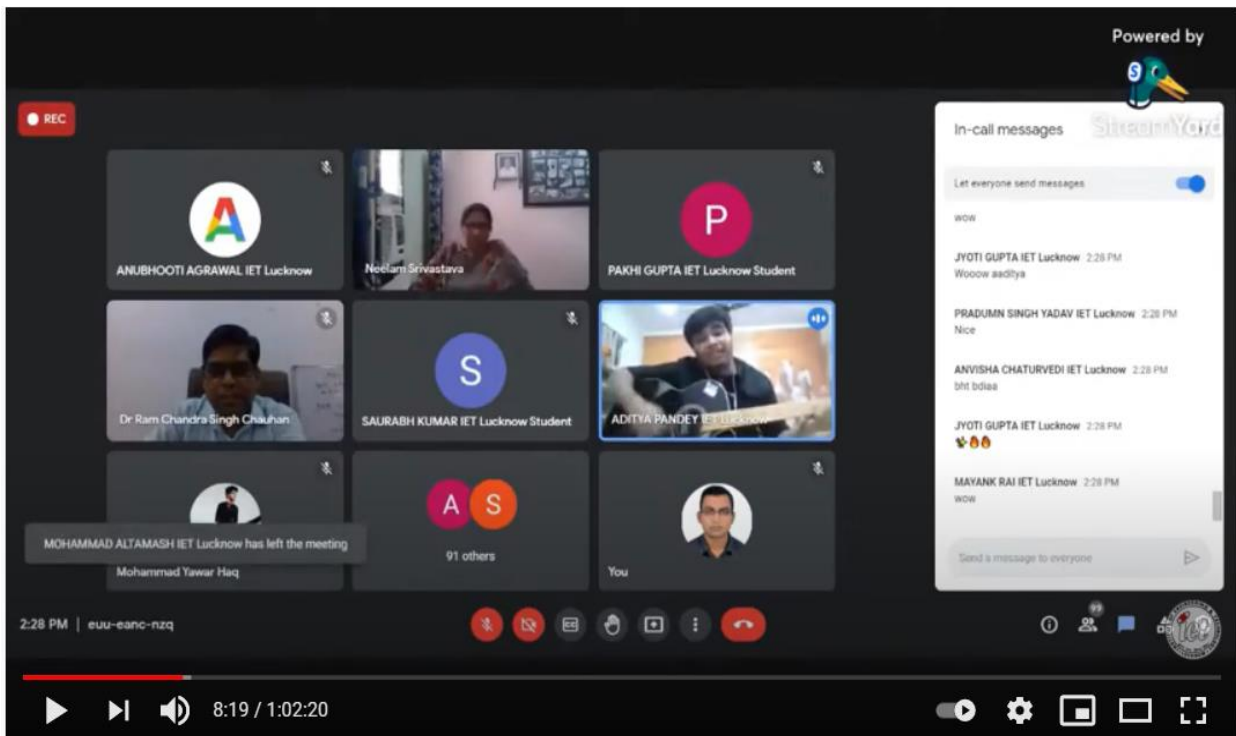 Powered by
S
StreamYard
REC
In-call messages
Let everyone send messages
wow
JYOTI GUPTA IET Lucknow 2:28 PM
Wooow aaditya
PRADUMN SINGH YADAV IET Lucknow 2:28 PM
Nice
ANVISHA CHATURVEDI IET Lucknow 2:28 PM
bht bdiaa
JYOTI GUPTA IET Lucknow 2:28 PM
MAYANK RAI IET Lucknow 2:28 PM
wow
Send a message to everyone
A
ANUBHOOTI AGRAWAL IET Lucknow
Neelam Srivastava
P
PAKHI GUPTA IET Lucknow Student
Dr Ram Chandra Singh Chauhan
S
SAURABH KUMAR IET Lucknow Student
ADITYA PANDEY IET Lucknow
MOHAMMAD ALTAMASH IET Lucknow has left the meeting
Mohammad Yawar Haq
A S
91 others
You
2:28 PM | euu-eanc-nzq
CC
99
8:19 / 1:02:20